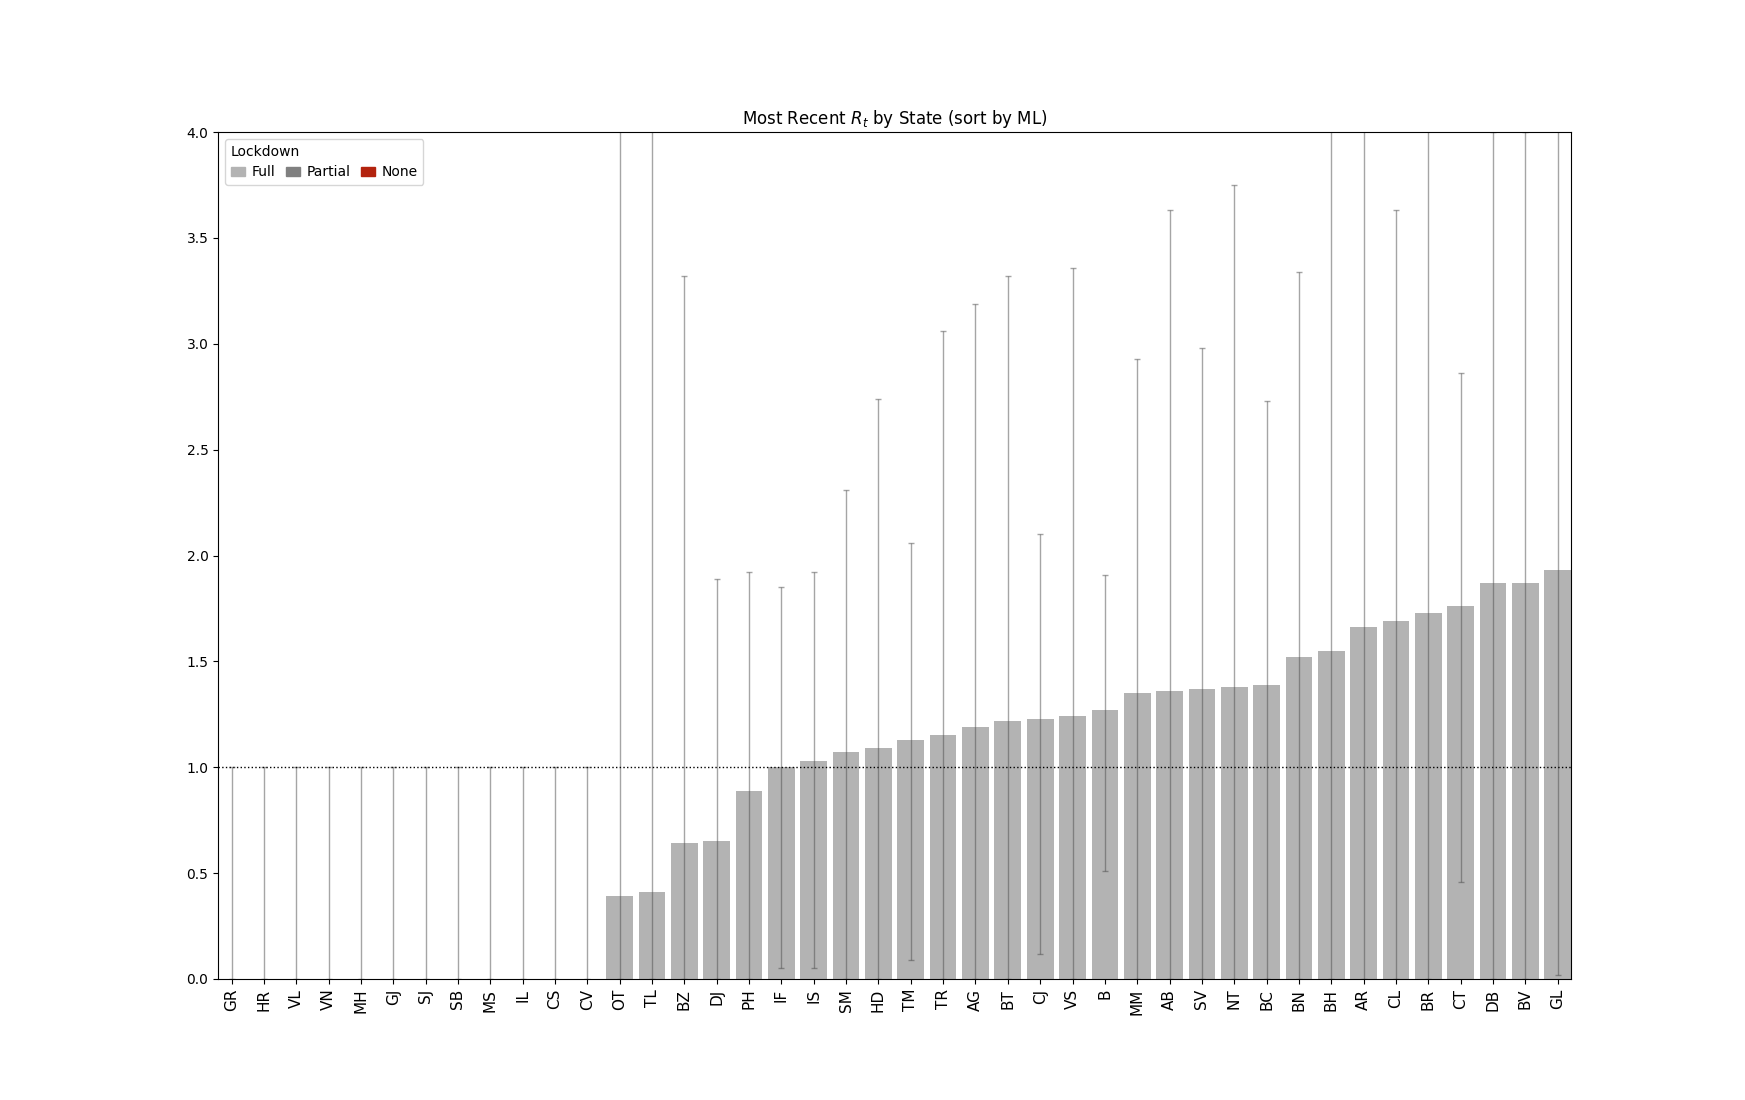 Most Recent Rt by State (sort by ML)
4.0
Lockdown
Full Partial None
3.5
3.0
2.5
2.0
1.5
1.0
0.5
0.0
GR HR VL VN MH GJ SJ SB MS IL CS CV OT TL BZ DJ PH IF IS SM HD TM TR AG BT CJ VS B MM AB SV NT BC BN BH AR CL BR CT DB BV GL